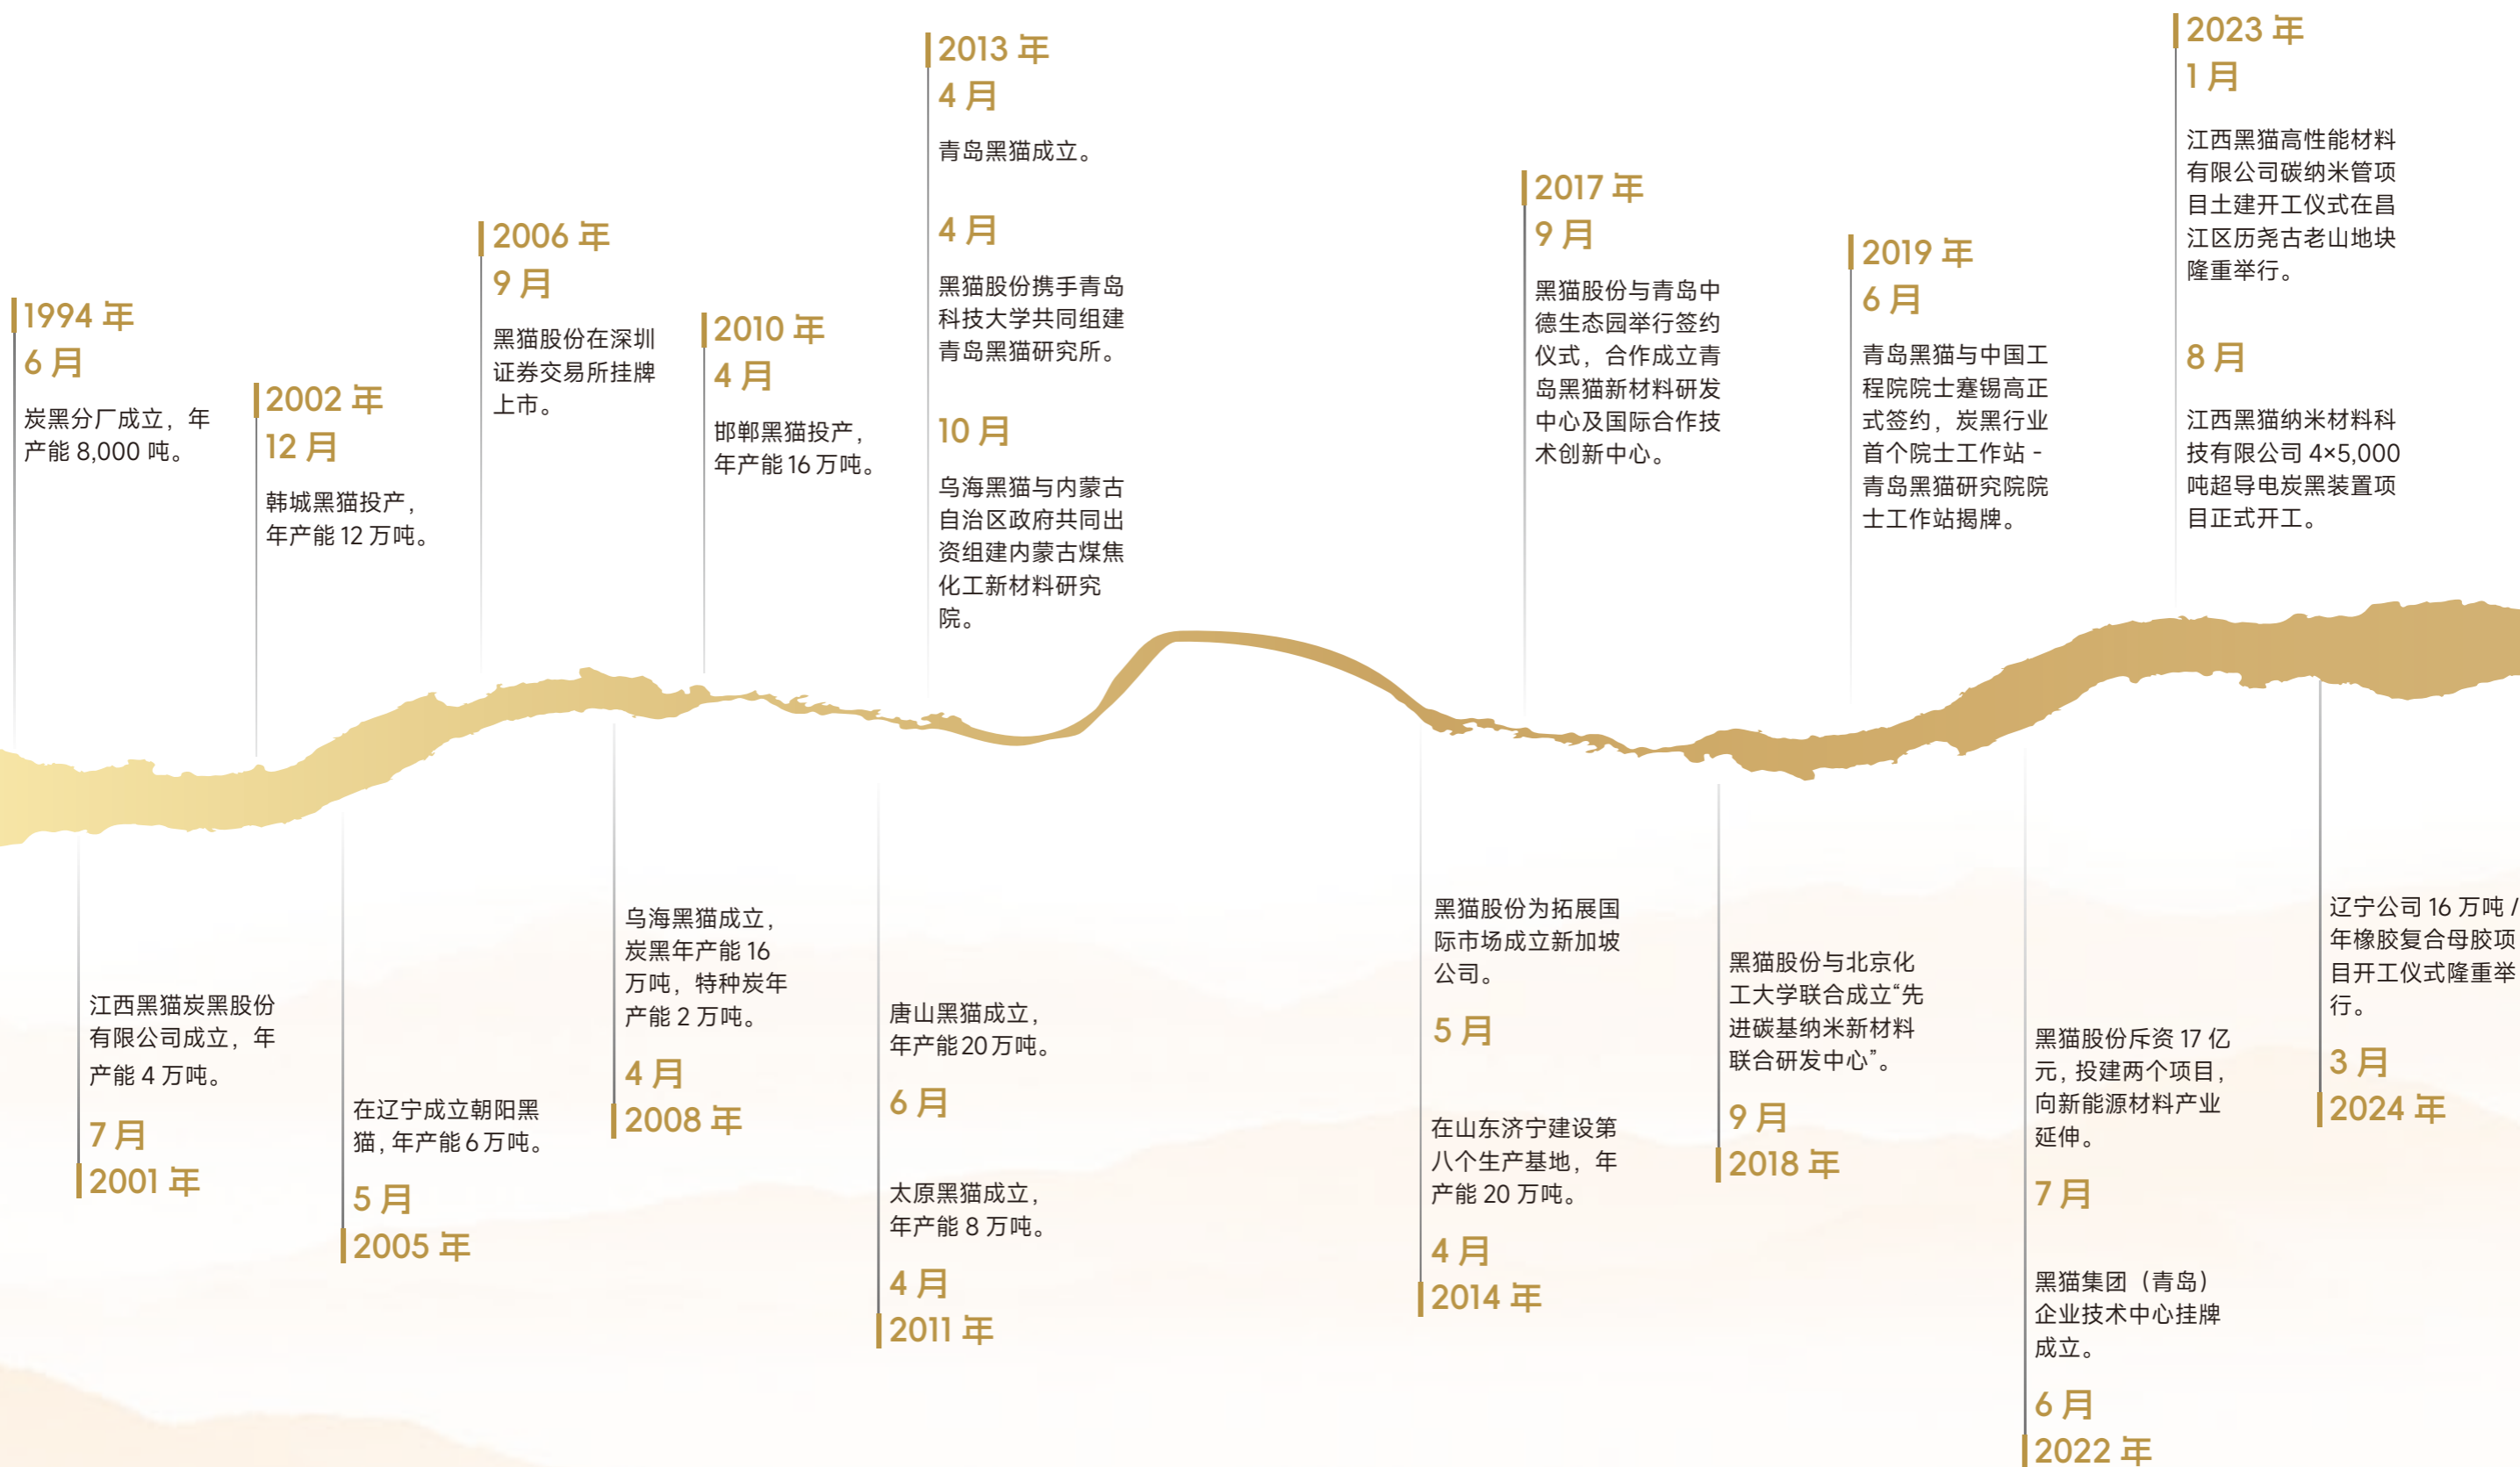 1994 年
6 月
炭黑分厂成立，年
产能 8,000 吨。
2002 年
12 月
韩城黑猫投产，
年产能 12 万吨。
2006 年
9 月
黑猫股份在深圳
证券交易所挂牌
上市。
2010 年
4 月
邯郸黑猫投产，
年产能 16 万吨。
2013 年
4 月
青岛黑猫成立。
4 月
黑猫股份携手青岛
科技大学共同组建
青岛黑猫研究所。
10 月
乌海黑猫与内蒙古
自治区政府共同出
资组建内蒙古煤焦
化工新材料研究
院。
2017 年
9 月
黑猫股份与青岛中
德生态园举行签约
仪式，合作成立青
岛黑猫新材料研发
中心及国际合作技
术创新中心。
2019 年
6 月
青岛黑猫与中国工
程院院士蹇锡高正
式签约，炭黑行业
首个院士工作站 -
青岛黑猫研究院院
士工作站揭牌。
2023 年
1 月
江西黑猫高性能材料
有限公司碳纳米管项
目土建开工仪式在昌
江区历尧古老山地块
隆重举行。
8 月
江西黑猫纳米材料科
技有限公司 4×5,000
吨超导电炭黑装置项
目正式开工。
江西黑猫炭黑股份
有限公司成立，年
产能 4 万吨。
7 月
2001 年
在辽宁成立朝阳黑
猫，年产能 6 万吨。
5 月
2005 年
乌海黑猫成立，
炭黑年产能 16
万吨，特种炭年
产能 2 万吨。
4 月
2008 年
唐山黑猫成立，
年产能 20 万吨。
6 月
太原黑猫成立，
年产能 8 万吨。
4 月
2011 年
黑猫股份为拓展国
际市场成立新加坡
公司。
5 月
在山东济宁建设第
八个生产基地，年
产能 20 万吨。
4 月
2014 年
黑猫股份与北京化
工大学联合成立“先
进碳基纳米新材料
联合研发中心”。
9 月
2018 年
黑猫股份斥资 17 亿
元，投建两个项目，
向新能源材料产业
延伸。
7 月
黑猫集团（青岛）
企业技术中心挂牌
成立。
6 月
2022 年
辽宁公司 16 万吨 /
年橡胶复合母胶项
目开工仪式隆重举
行。
3 月
2024 年